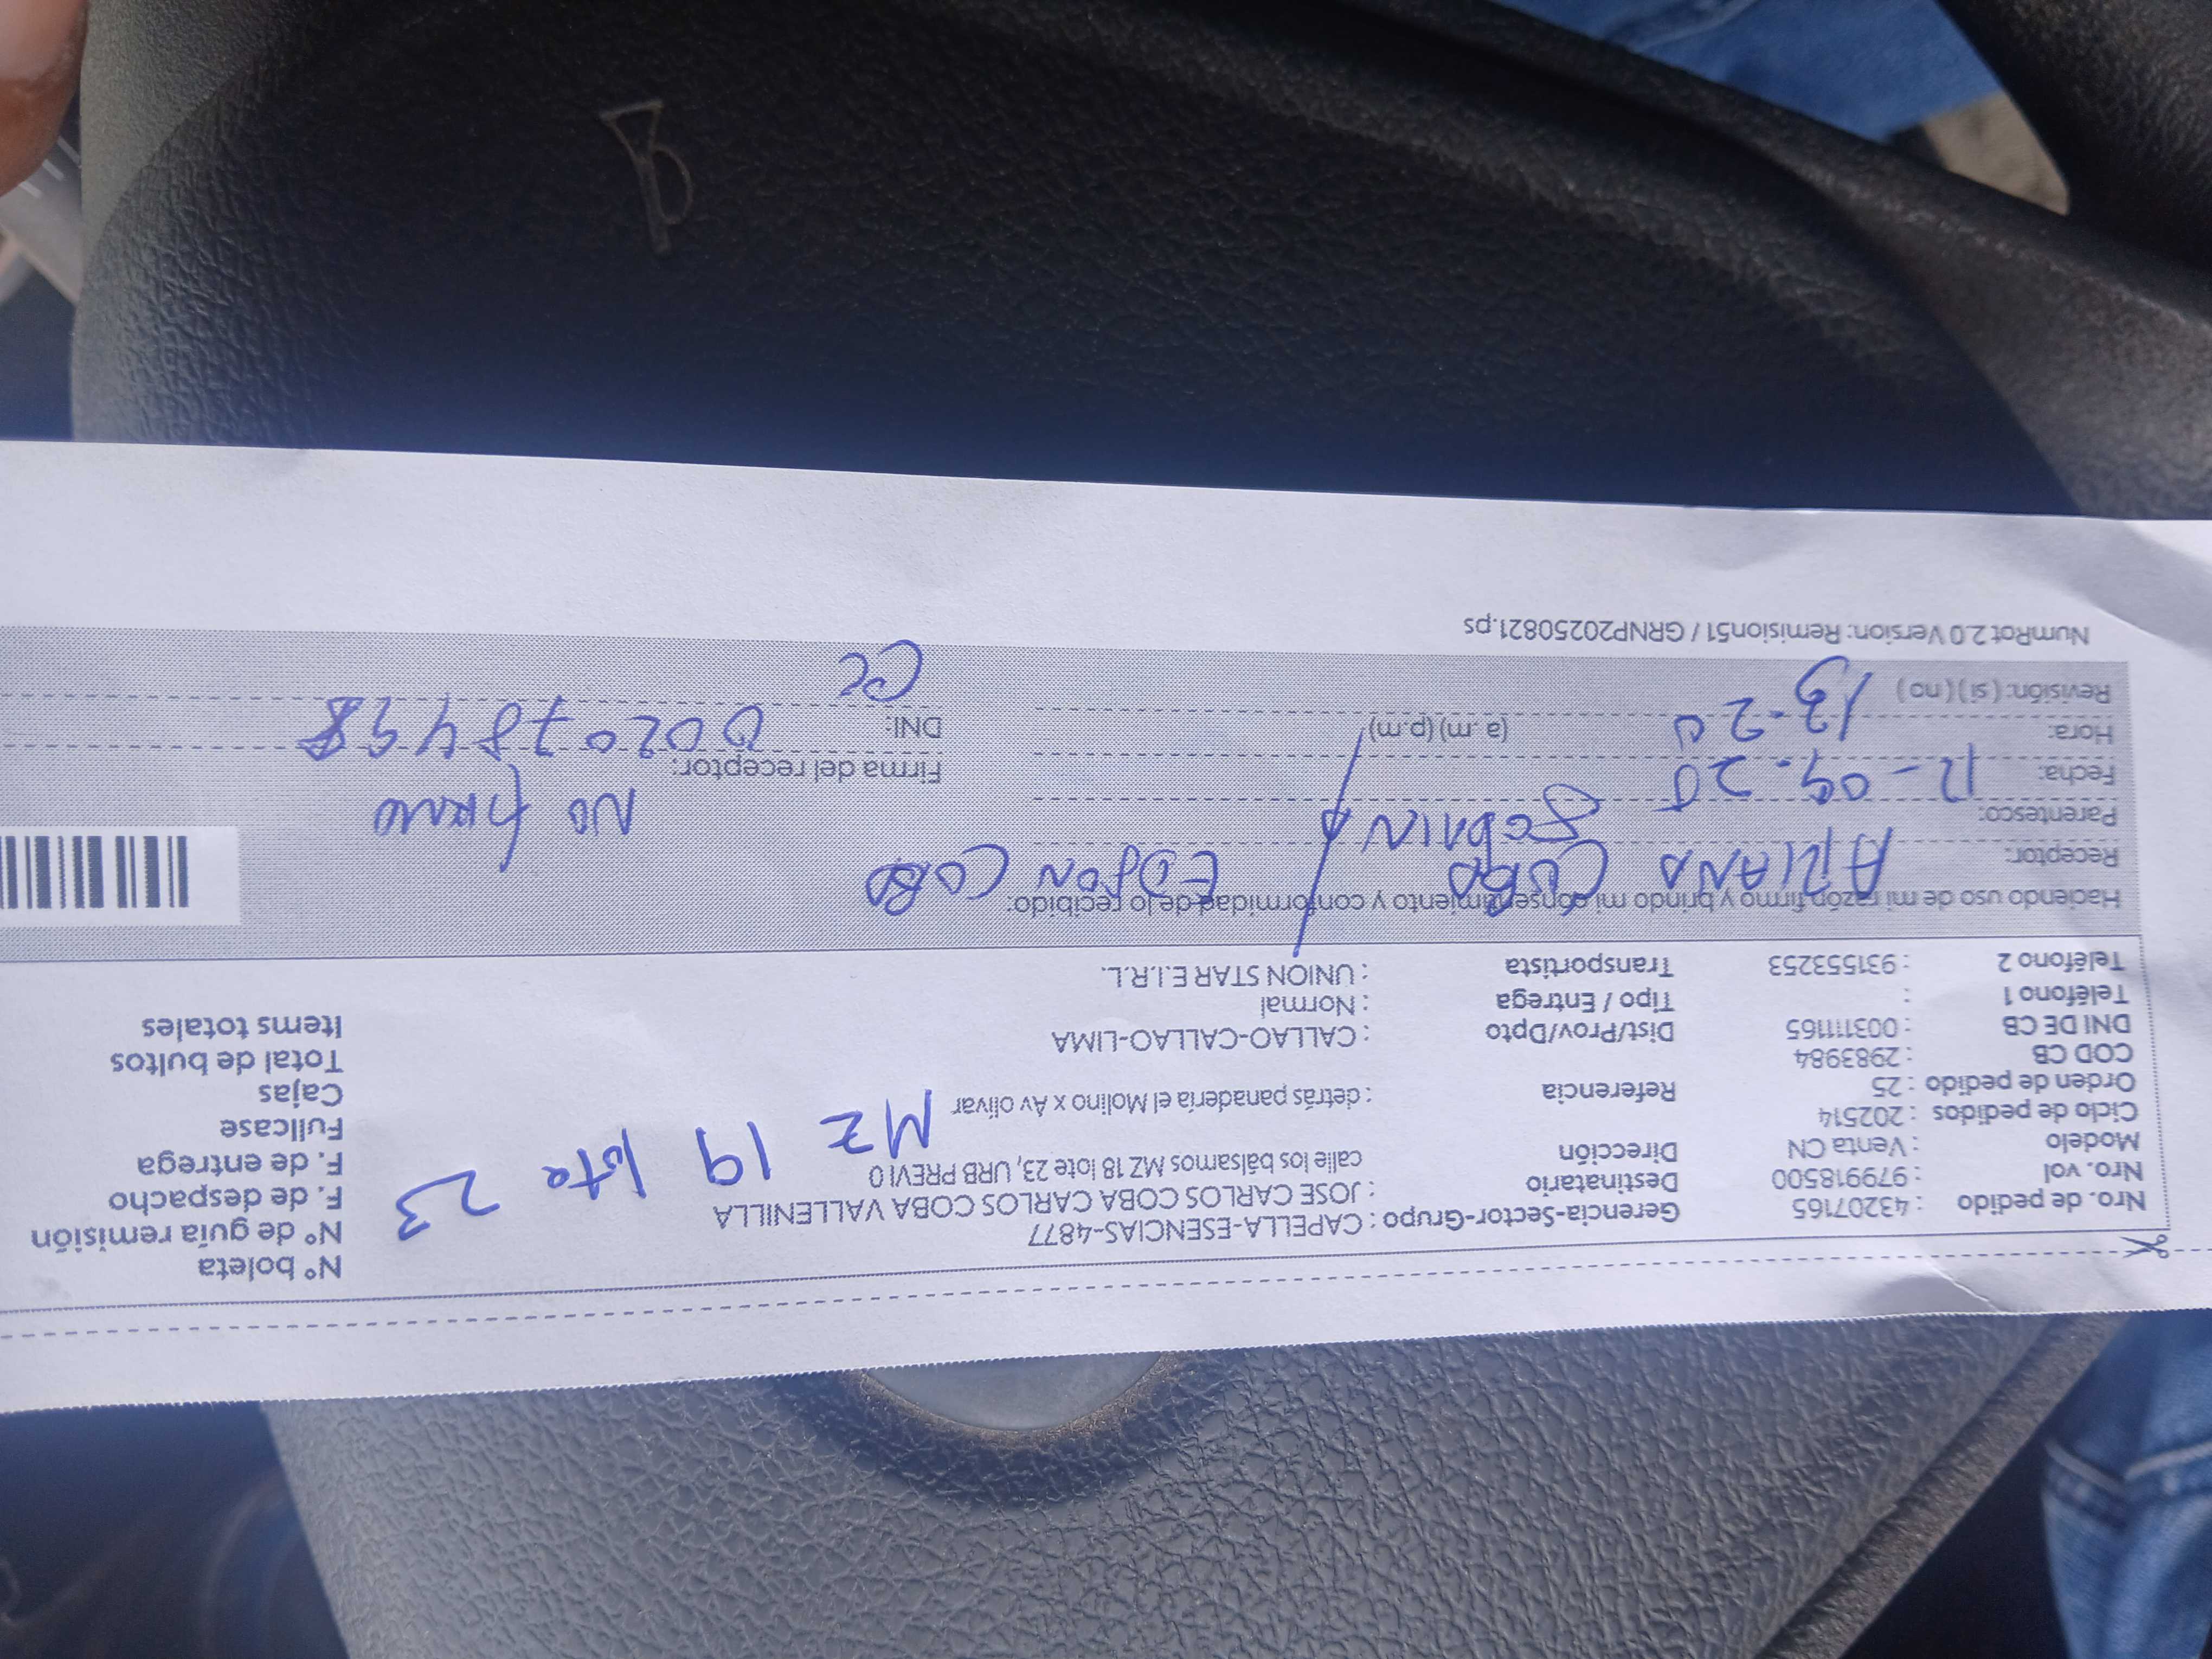 Nº boleta
Nro. de pedido : 43207165 Gerencia-Sector-Grupo : CAPELLA-ESENCIAS-4877 Nº de guía remisión
Nro. vol. : 979918500 Destinatario : JOSE CARLOS COBA CARLOS COBA VALLENILLA F. de despacho
Modelo : Venta CN Dirección calle los bálsamos MZ 18 lote 23, URB PREVI 0 F. de entrega
MZ 19 lote 23
Ciclo de pedidos : 202514 Fullcase
Orden de pedido : 25 Referencia : detrás panadería el Molino x Av olivar Cajas
COD CB : 2983984 Total de bultos
DNI DE CB : 003111165 Dist/Prov/Dpto : CALLAO-CALLAO-LIMA Items totales
Teléfono 1 : Tipo / Entrega : Normal
Teléfono 2 : 931553253 Transportista : UNION STAR E.I.R.L.
Haciendo uso de mi razón firmo y brindo mi consentimiento y conformidad de lo recibido:
Receptor: COBA / EDSON COBA
Parentesco: SOBRINA NO FIRMO
Fecha: 12-09-25 Firma del receptor:
Hora: 13-20 (a.m) (p.m) DNI:
Revisión: (si) (no) CC
NumRot 2.0 Version: Remision51 / GRNP20250821.ps